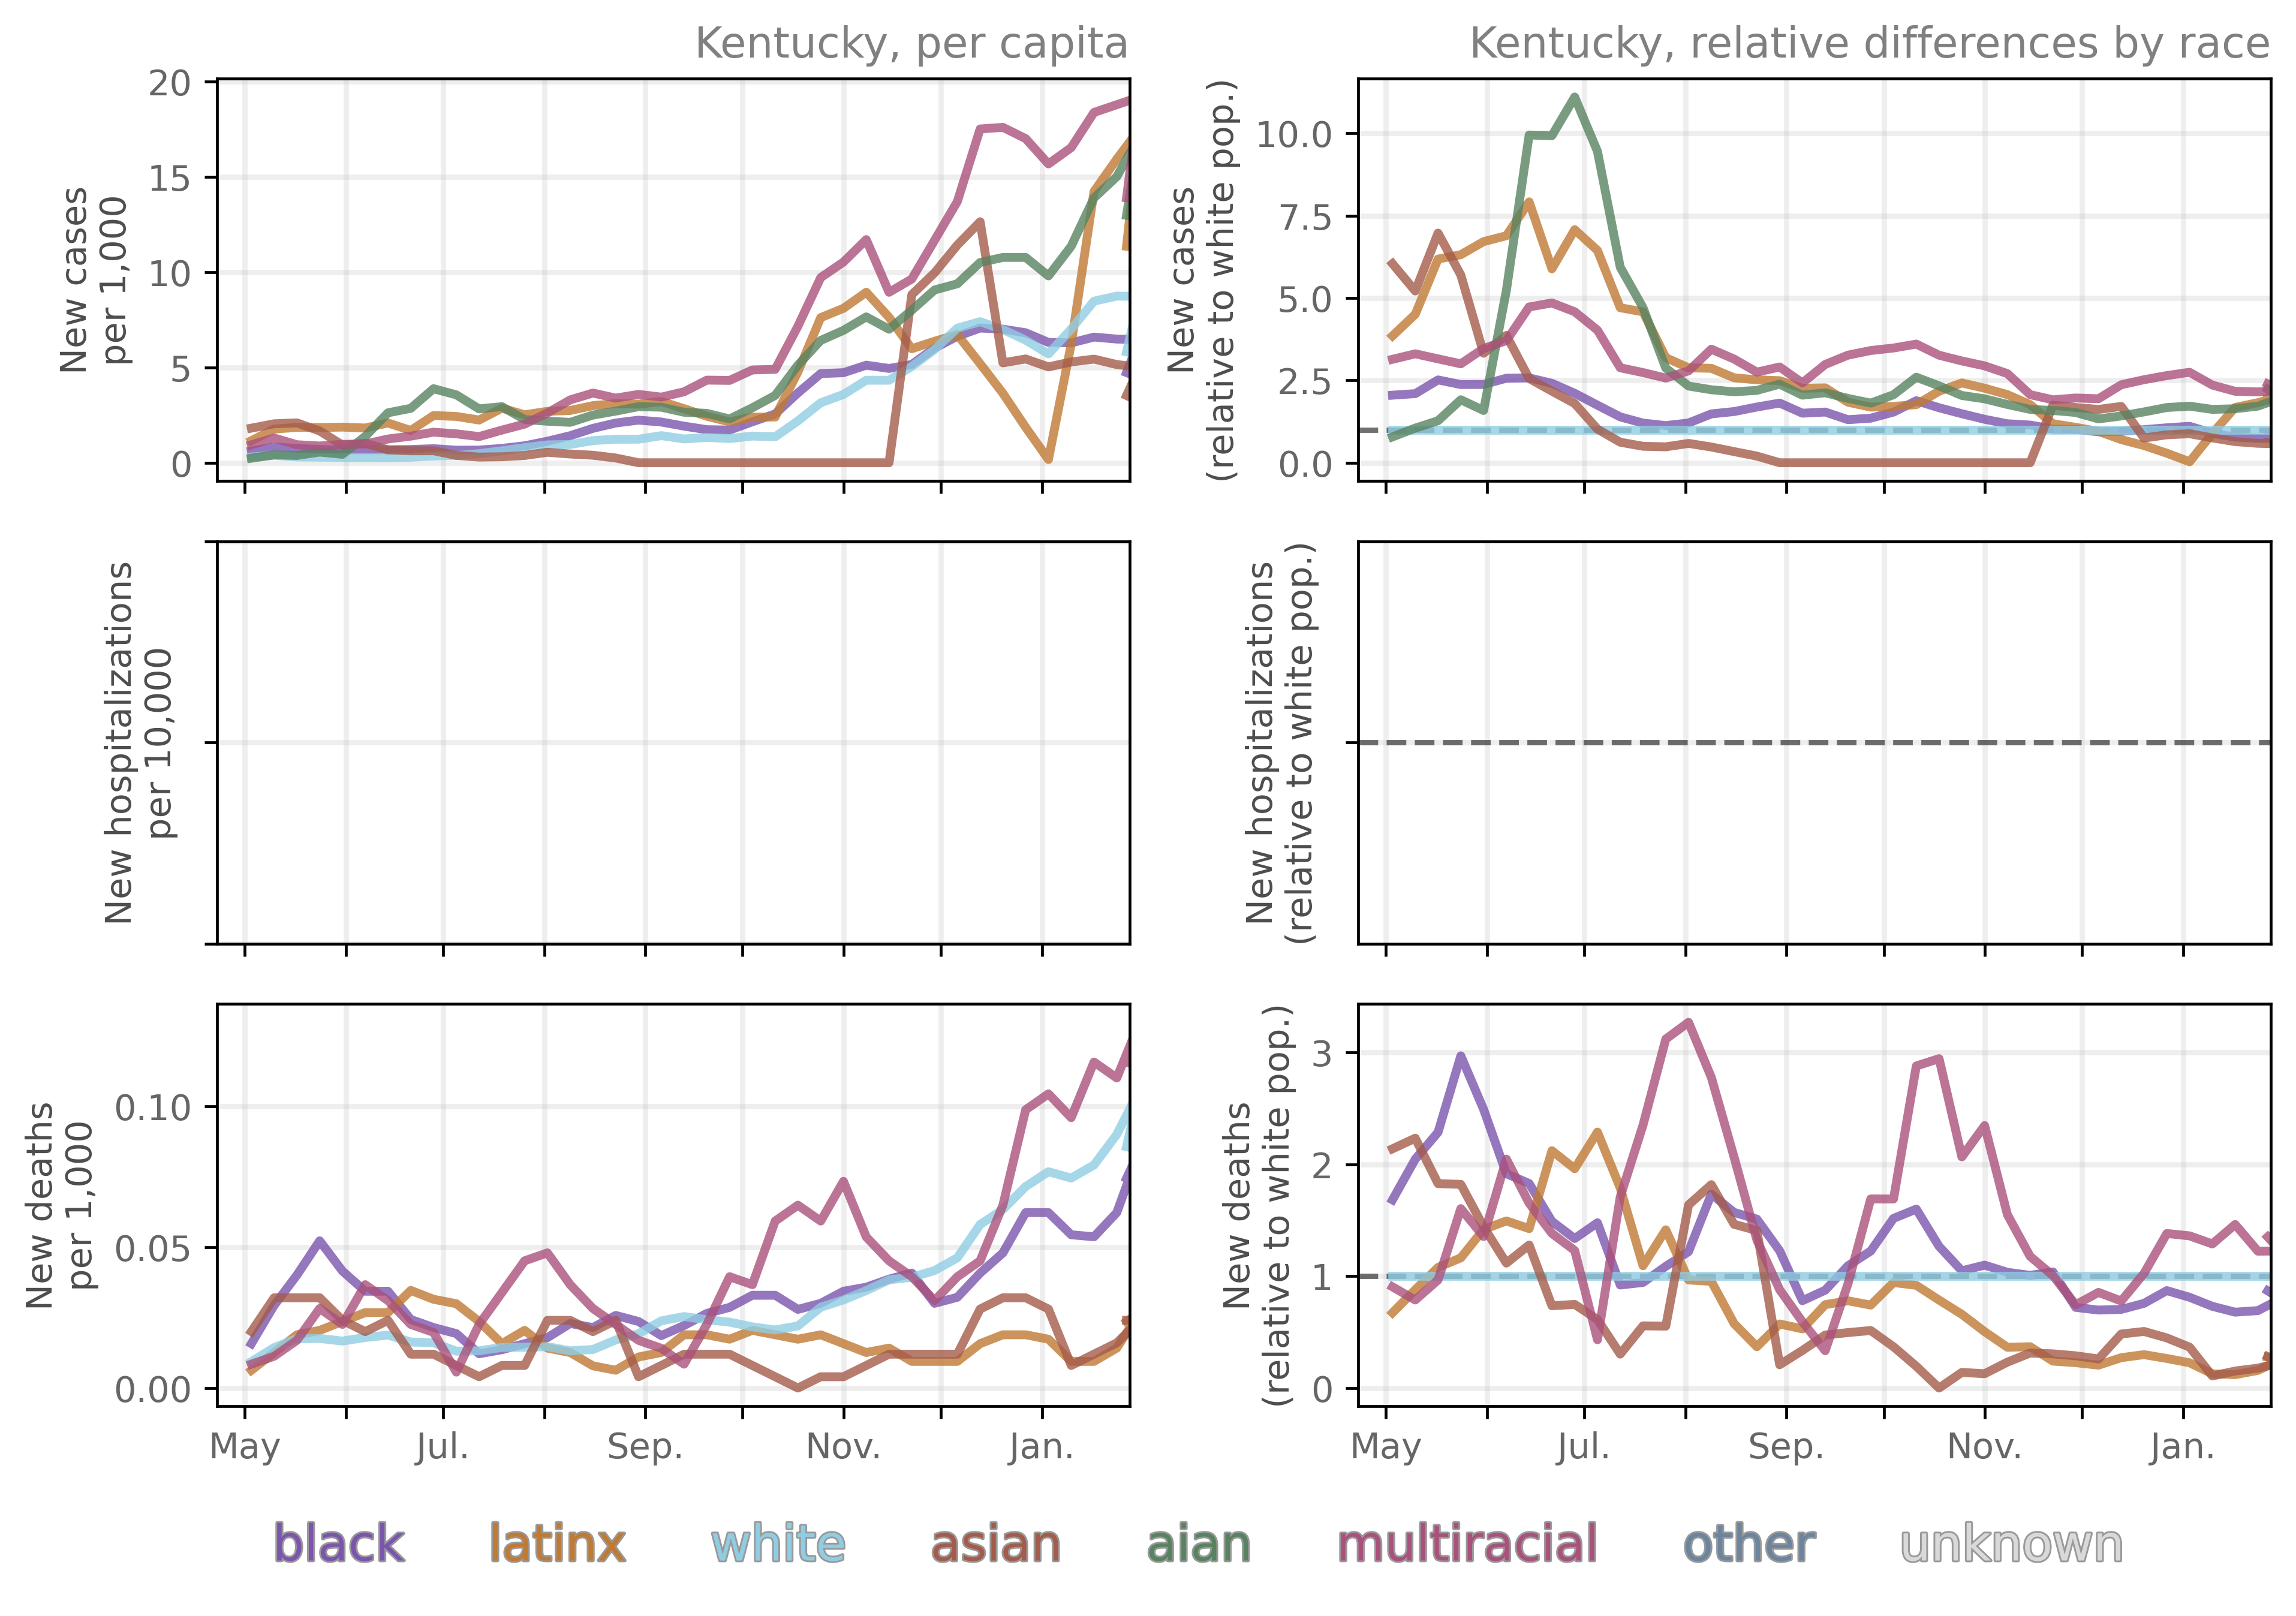 Kentucky, per capita
Kentucky, relative differences by race
New cases
per 1,000
20
15
10
5
0
New cases
(relative to white pop.)
10.0
7.5
5.0
2.5
0.0
New hospitalizations
per 10,000
New hospitalizations
(relative to white pop.)
New deaths
per 1,000
0.10
0.05
0.00
May
Jul.
Sep.
Nov.
Jan.
New deaths
(relative to white pop.)
3
2
1
0
May
Jul.
Sep.
Nov.
Jan.
black
latinx
white
asian
aian
multiracial
other
unknown